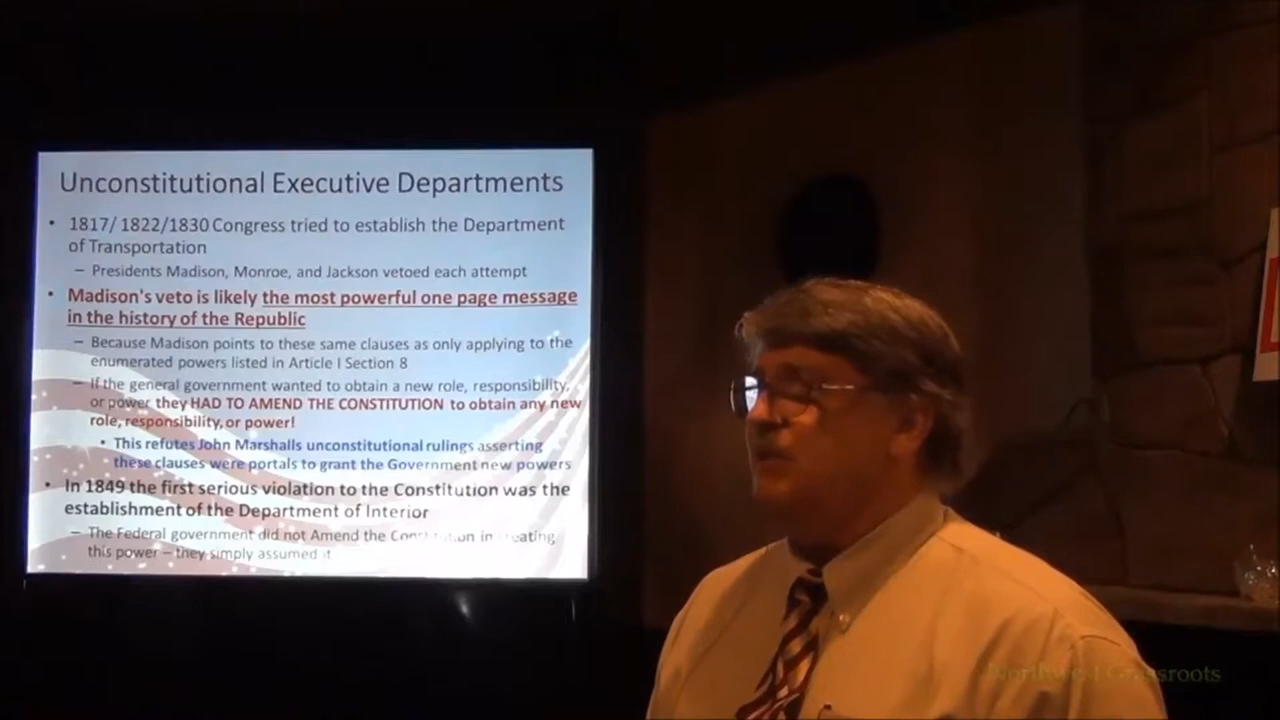 Unconstitutional Executive Departments
• 1817/ 1822/1830 Congress tried to establish the Department
of Transportation
– Presidents Madison, Monroe, and Jackson vetoed each attempt
• Madison's veto is likely the most powerful one page message
in the history of the Republic
– Because Madison points to these same clauses as only applying to the
enumerated powers listed in Article I Section 8
– If the general government wanted to obtain a new role, responsibility,
or power they HAD TO AMEND THE CONSTITUTION to obtain any new
role, responsibility, or power!
• This refutes John Marshalls unconstitutional rulings asserting
these clauses were portals to grant the Government new powers
• In 1849 the first serious violation to the Constitution was the
establishment of the Department of Interior
– The Federal government did not Amend the Constitution in creating
this power – they simply assumed it
Northwest Grassroots